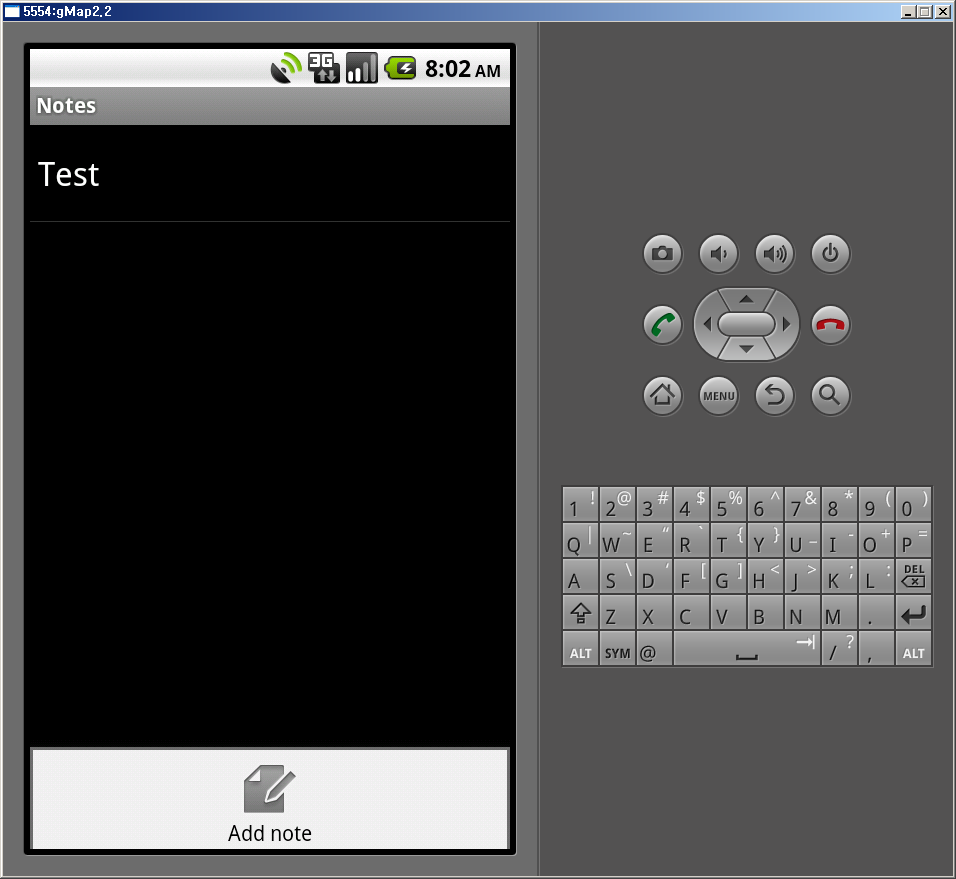 5554:gMap2.2
3G 8:02 AM
Notes
Test
Add note
MENU
1 ! 2 @ 3 # 4 $ 5 % 6 ^ 7 & 8 * 9 ( 0 )
Q | W ~ E “ R ` T { Y } U _ I - O + P =
A S \ D ‘ F [ G ] H < J > K ; L : DEL
Z X C V B N M .
ALT SYM @ / ? , ALT